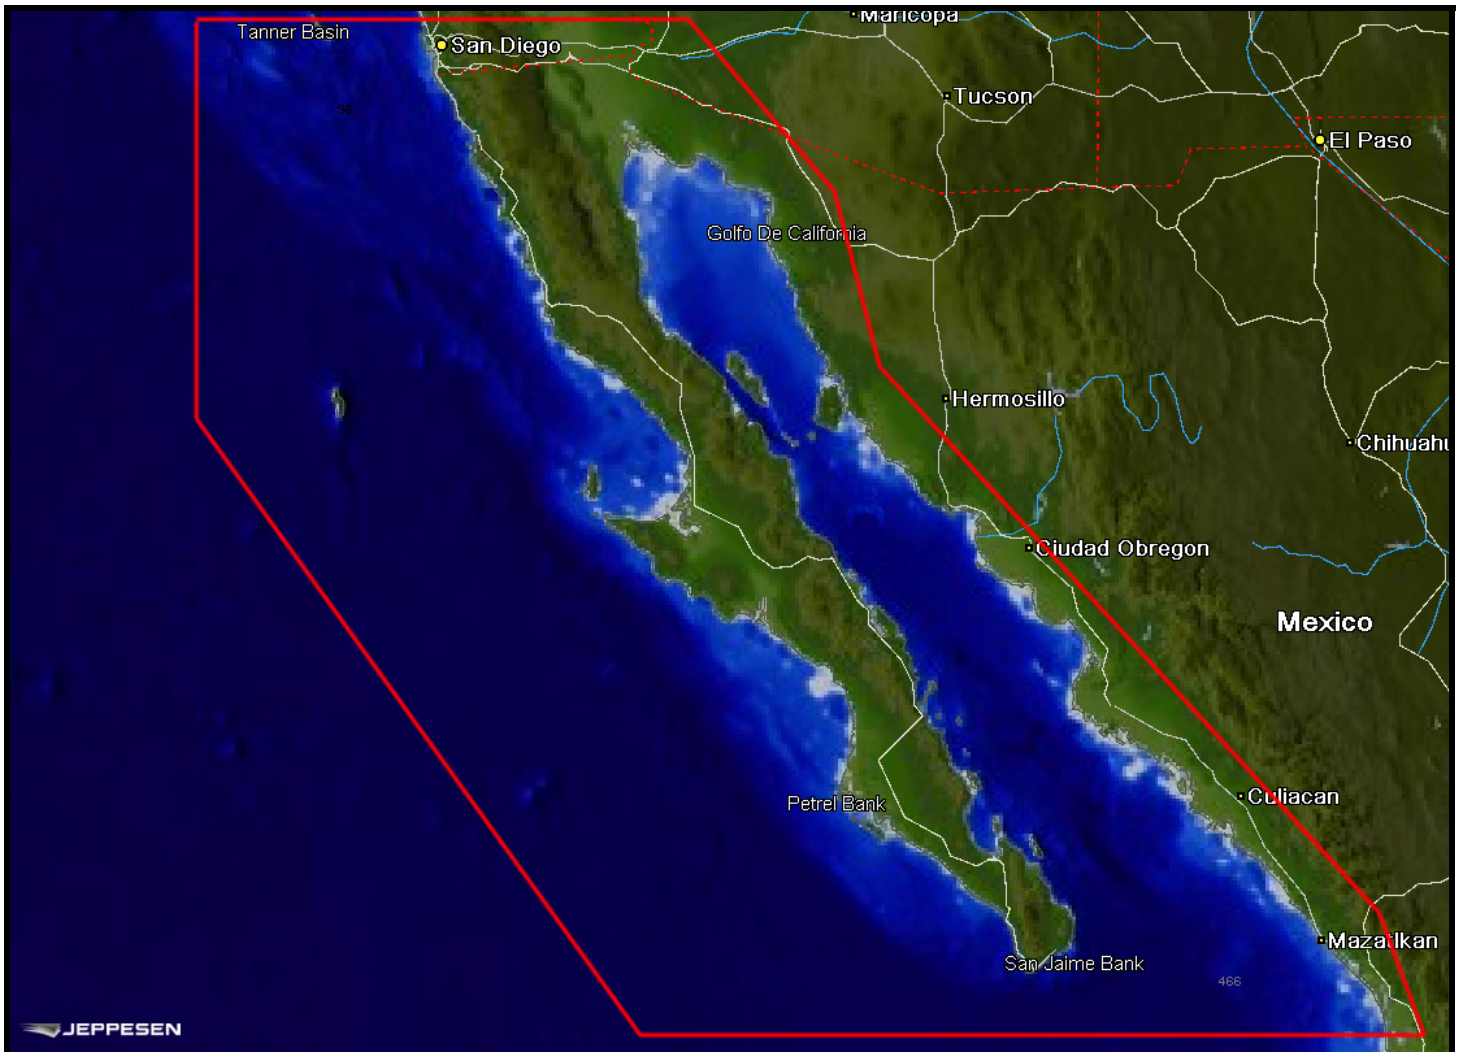 Maricopa
Tanner Basin
San Diego
Tucson
96
El Paso
Golfo De California
Hermosillo
Chihuahu
Ciudad Obregon
Mexico
Culiacan
Petrel Bank
Mazatlkan
San Jaime Bank
466
JEPPESEN